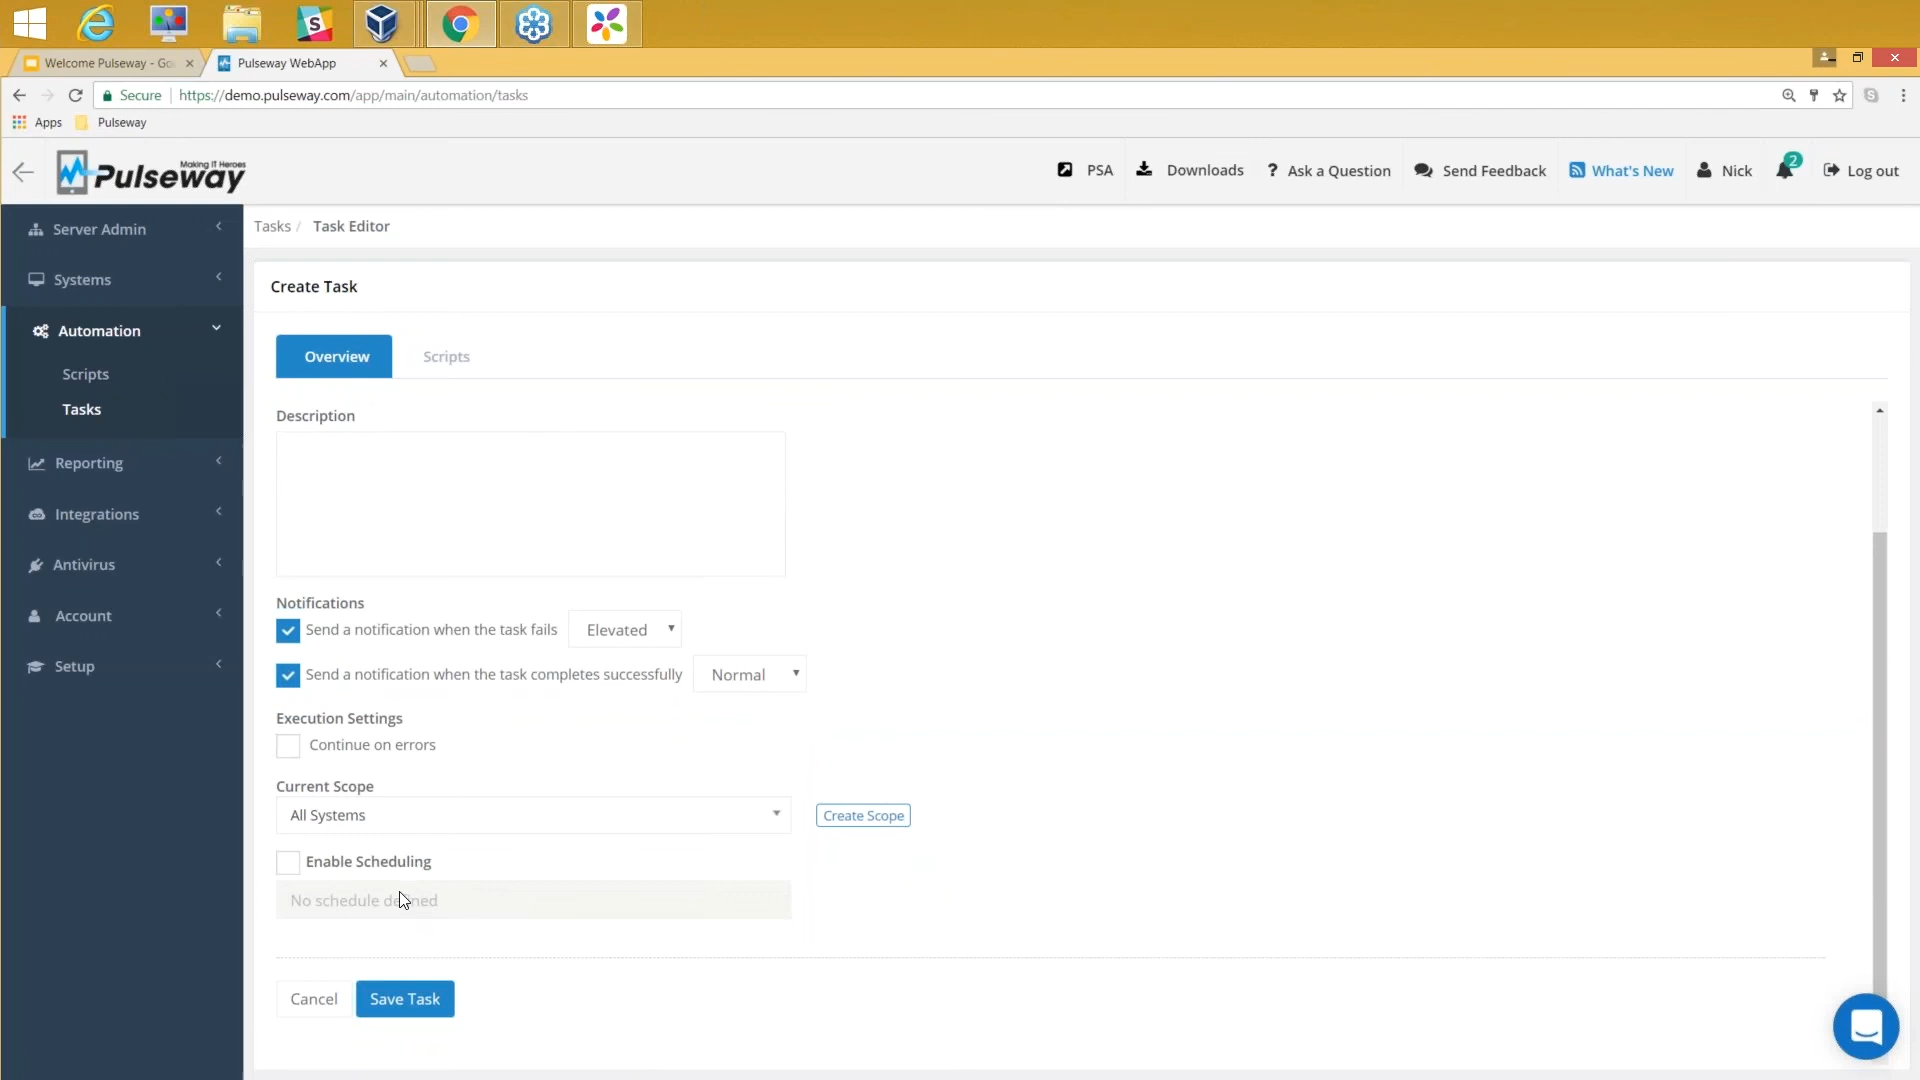 Welcome Pulseway - Go
Pulseway WebApp
Secure
https://demo.pulseway.com/app/main/automation/tasks
Apps
Pulseway
Making IT Heroes
Pulseway
PSA
Downloads
? Ask a Question
Send Feedback
What's New
Nick
2
Log out
Server Admin
Systems
Automation
Scripts
Tasks
Reporting
Integrations
Antivirus
Account
Setup
Tasks / Task Editor
Create Task
Overview
Scripts
Description
Notifications
Send a notification when the task fails
Elevated
Send a notification when the task completes successfully
Normal
Execution Settings
Continue on errors
Current Scope
All Systems
Create Scope
Enable Scheduling
No schedule defined
Cancel
Save Task